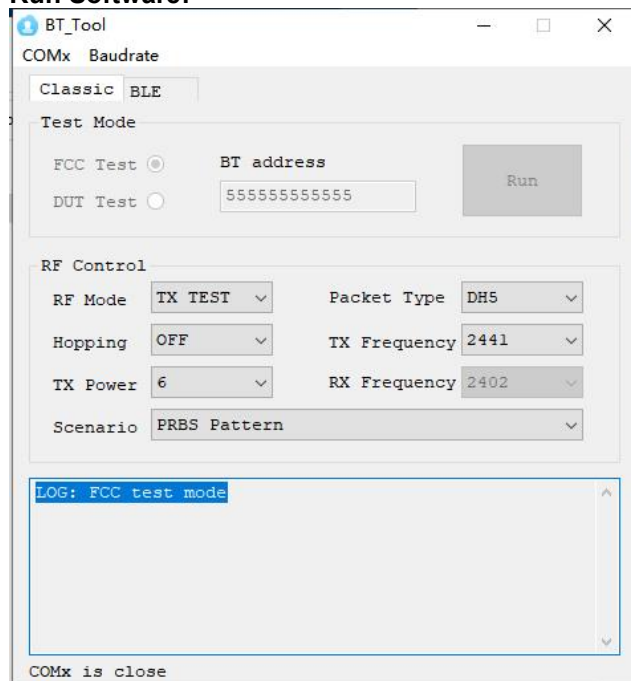 Run Software:
BT_Tool
COMx Baudrate
Classic BLE
Test Mode
FCC Test
BT address
Run
DUT Test
555555555555
RF Control
RF Mode TX TEST Packet Type DH5
Hopping OFF TX Frequency 2441
TX Power 6 RX Frequency 2402
Scenario PRBS Pattern
LOG: FCC test mode
COMx is close